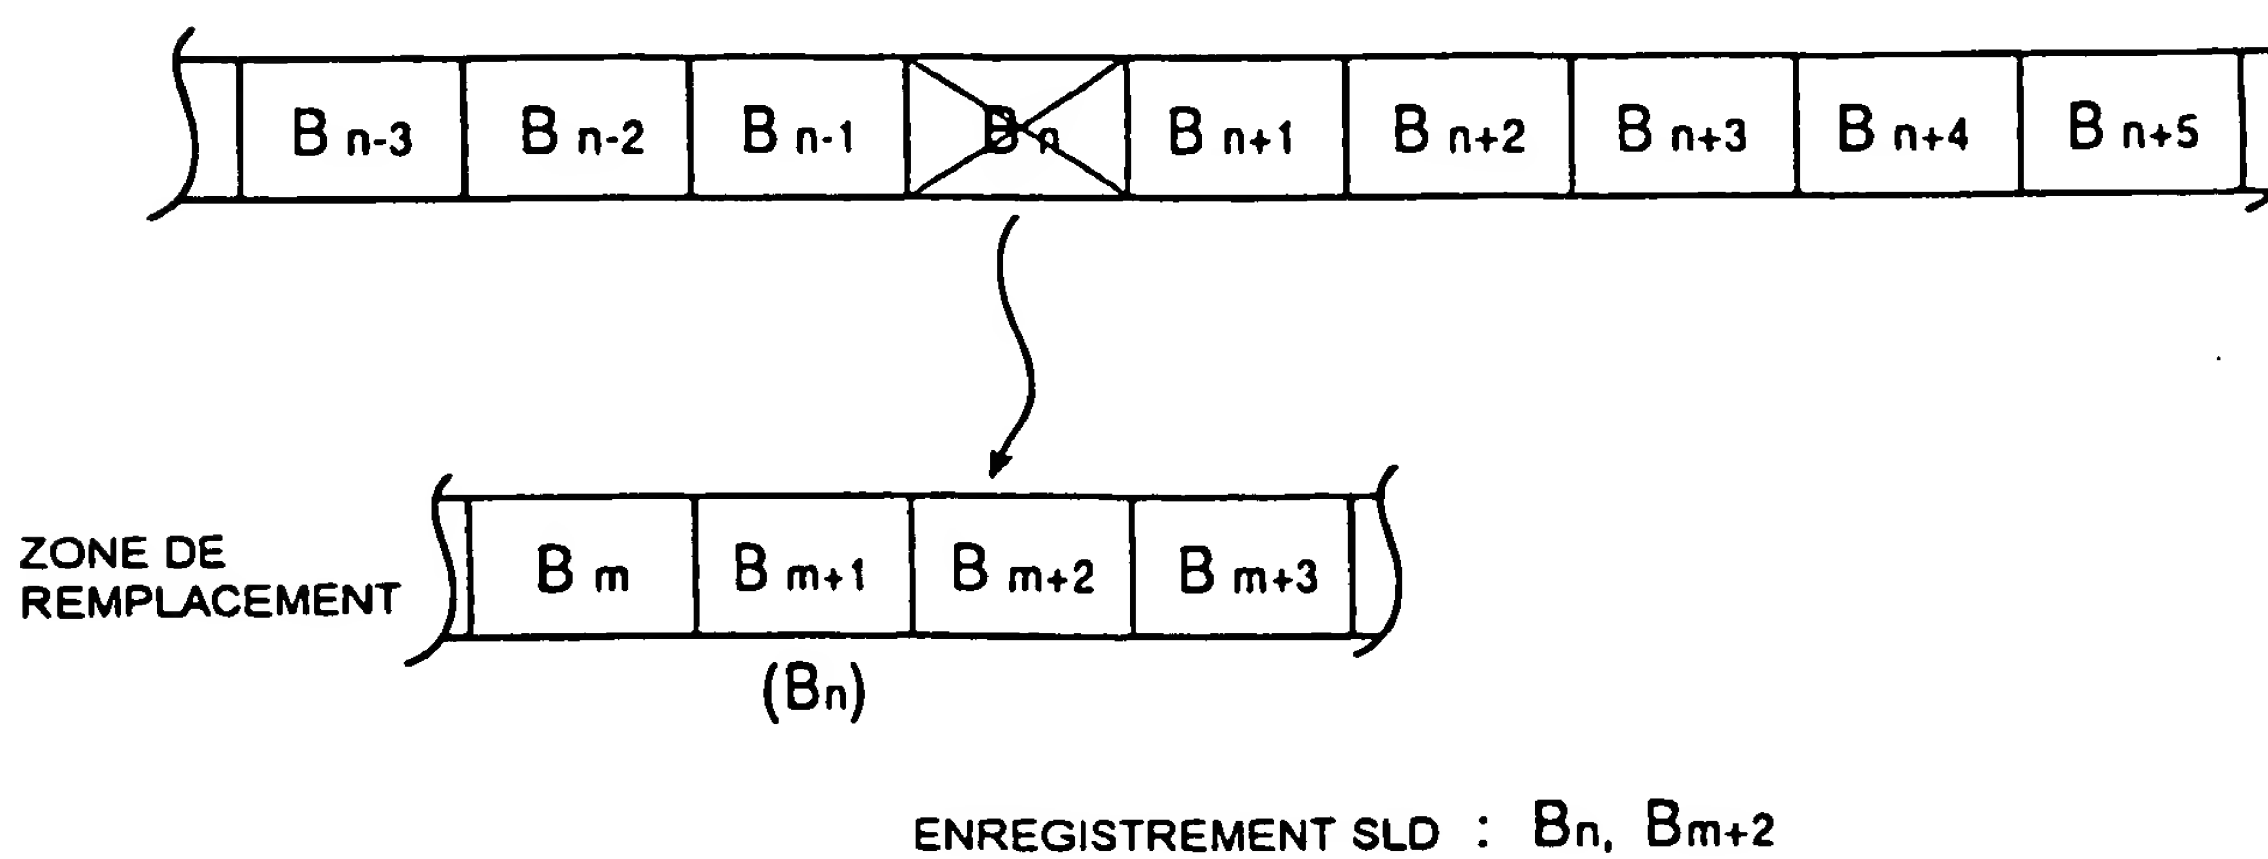 B n-3 B n-2 B n-1 B n B n+1 B n+2 B n+3 B n+4 B n+5
ZONE DE
REMPLACEMENT
B m B m+1 B m+2 B m+3
(Bn)
ENREGISTREMENT SLD : Bn, Bm+2